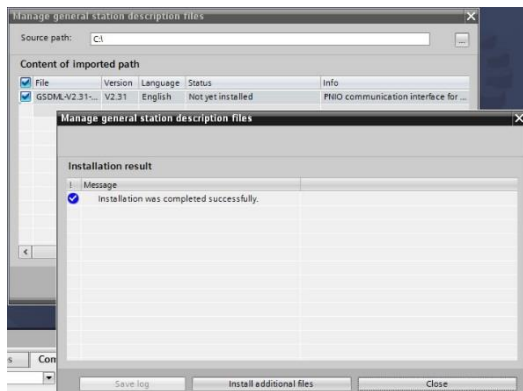 Manage general station description files
Source path: C:\
...
Content of imported path
File Version Language Status Info
GSDML-V2.31-... V2.31 English Not yet installed PNIO communication interface for ...
Manage general station description files
Installation result
! Message
Installation was completed successfully.
s Con
Save log Install additional files Close